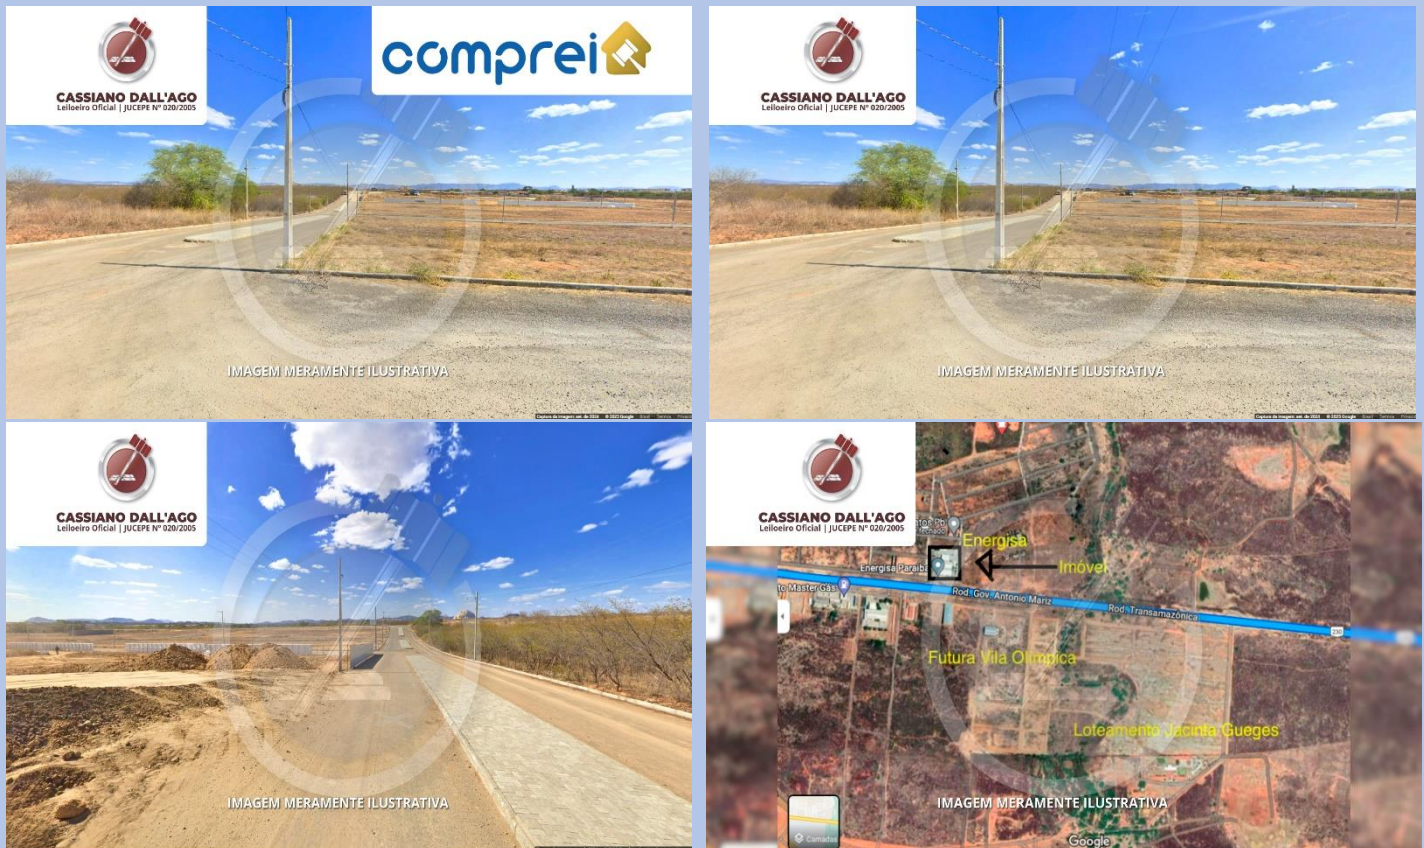 CASSIANO DALL'AGO
Leiloeiro Oficial | JUCEPE Nº 020/2005
comprei
IMAGEM MERAMENTE ILUSTRATIVA
CASSIANO DALL'AGO
Leiloeiro Oficial | JUCEPE Nº 020/2005
IMAGEM MERAMENTE ILUSTRATIVA
CASSIANO DALL'AGO
Leiloeiro Oficial | JUCEPE Nº 020/2005
IMAGEM MERAMENTE ILUSTRATIVA
CASSIANO DALL'AGO
Leiloeiro Oficial | JUCEPE Nº 020/2005
Energisa
Energisa Paraíba
Imóvel
Master Gás
Rod. Gov. Antonio Mariz
Rod. Transamazônica
230
Futura Vila Olímpica
Loteamento Jacinta Gueges
IMAGEM MERAMENTE ILUSTRATIVA
Camadas
Google